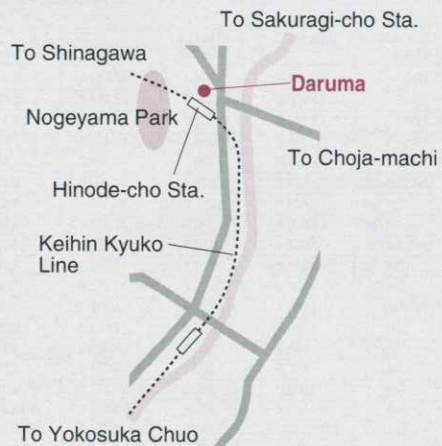 To Sakuragi-cho Sta.
To Shinagawa
Daruma
Nogeyama Park
To Choja-machi
Hinode-cho Sta.
Keihin Kyuko
Line
To Yokosuka Chuo